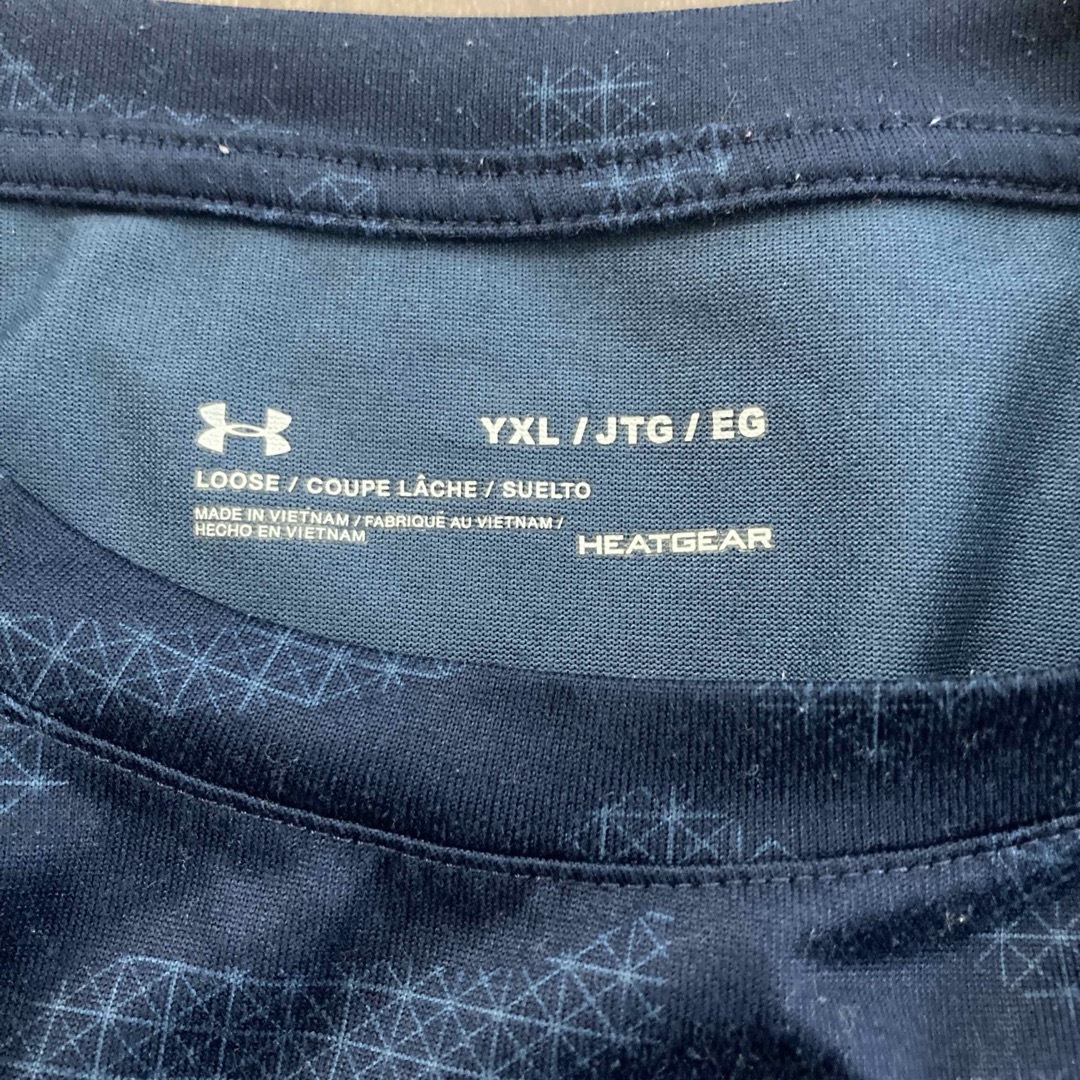 YXL / JTG / EG
LOOSE / COUPE LÂCHE / SUELTO
MADE IN VIETNAM / FABRIQUÉ AU VIETNAM /
HECHO EN VIETNAM
HEATGEAR